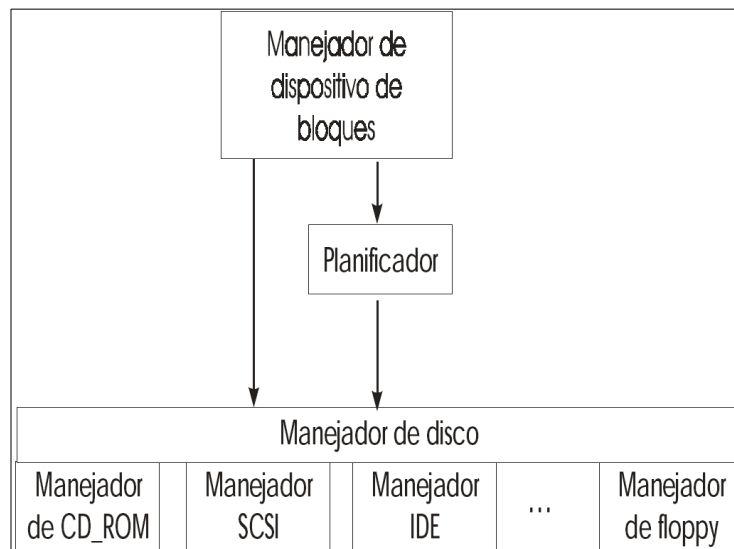 Manejador de
dispositivo de
bloques
Planificador
Manejador de disco
Manejador
de CD_ROM
Manejador
SCSI
Manejador
IDE
...
Manejador
de floppy